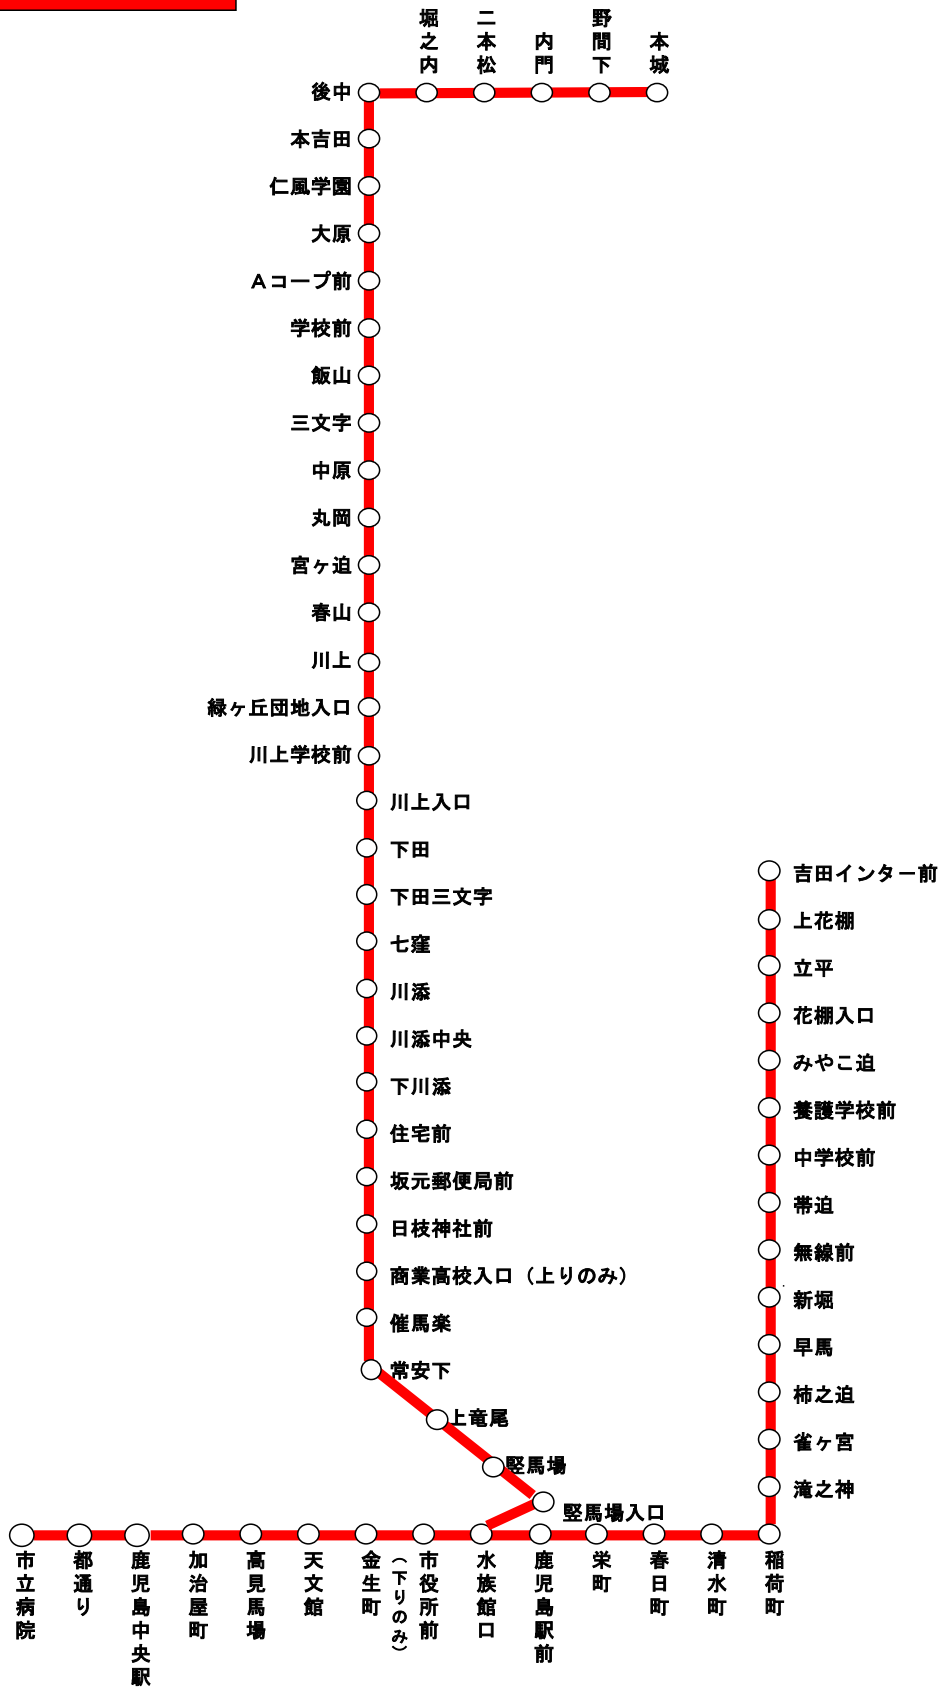 堀之内
二本松
内門
野間下
本城
後中
本吉田
仁風学園
大原
Aコープ前
学校前
飯山
三文字
中原
丸岡
宮ヶ迫
春山
川上
緑ヶ丘団地入口
川上学校前
川上入口
下田
下田三文字
七窪
川添
川添中央
下川添
住宅前
坂元郵便局前
日枝神社前
商業高校入口（上りのみ）
催馬楽
常安下
上竜尾
竪馬場
竪馬場入口
吉田インター前
上花棚
立平
花棚入口
みやこ迫
養護学校前
中学校前
帯迫
無線前
新堀
早馬
柿之迫
雀ヶ宮
滝之神
市立病院
都通り
鹿児島中央駅
加治屋町
高見馬場
天文館
金生町
（下りのみ）
市役所前
水族館口
鹿児島駅前
栄町
春日町
清水町
稲荷町